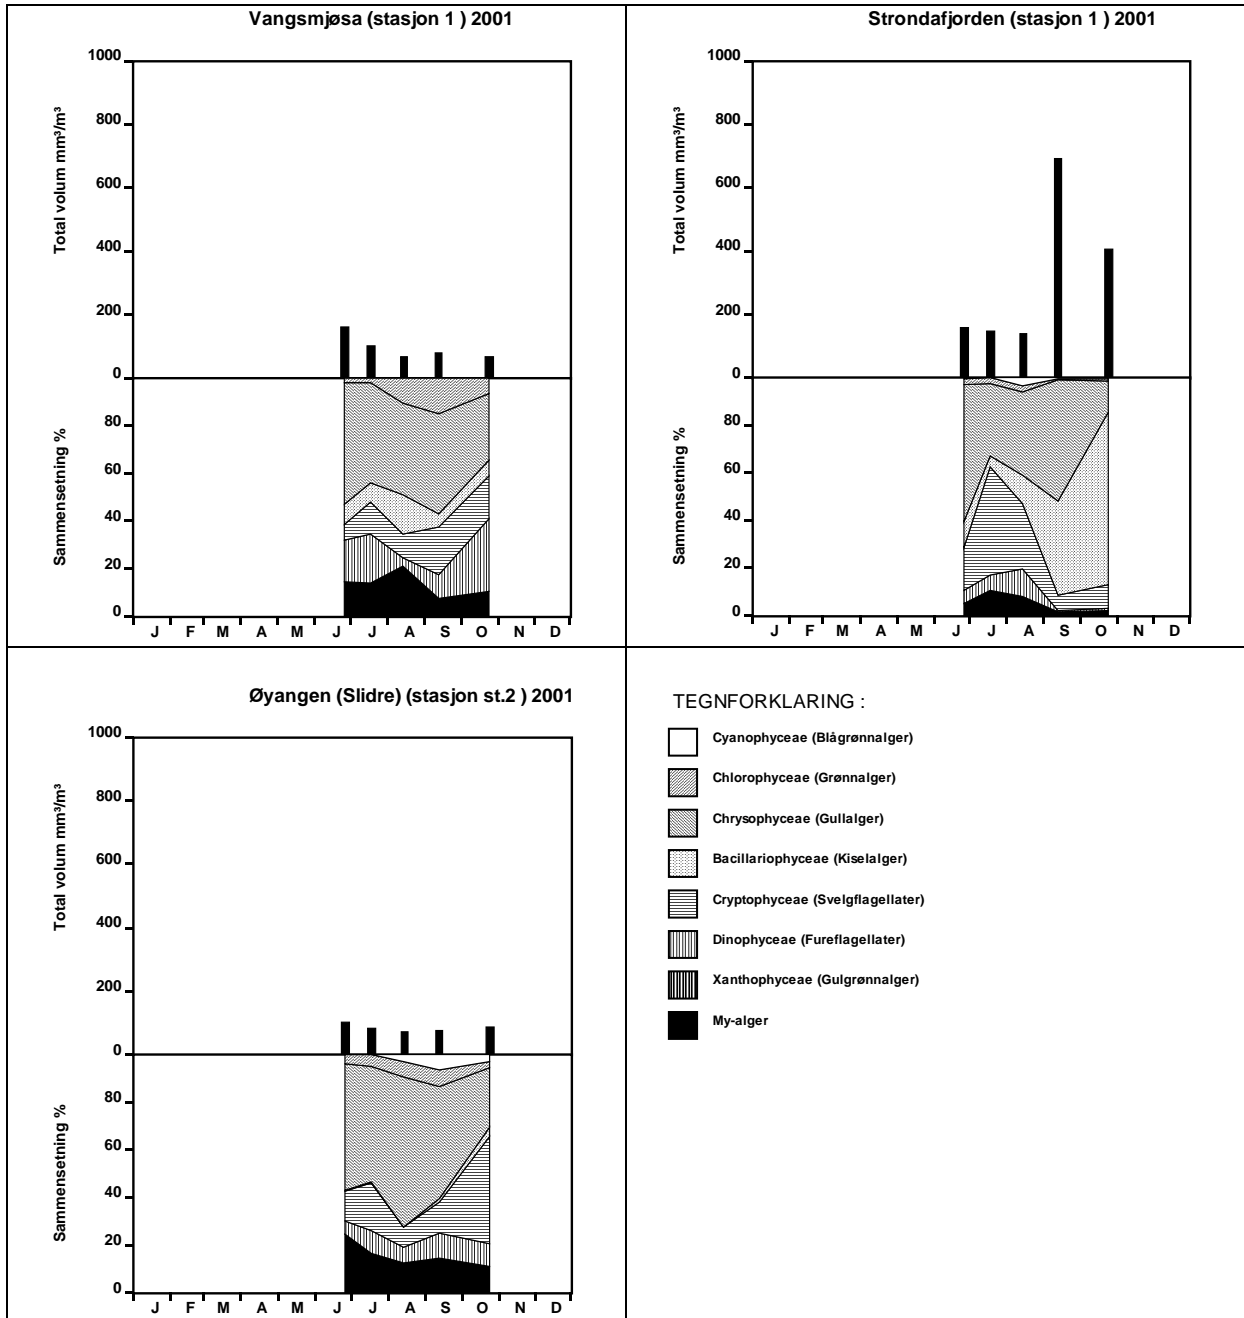 Vangsmjøsa (stasjon 1 ) 2001
1000
800
600
400
200
0
80
60
40
20
0
Total volum mm³/m³
Sammensetning %
J F M A M J J A S O N D
Strondafjorden (stasjon 1 ) 2001
1000
800
600
400
200
0
80
60
40
20
0
Total volum mm³/m³
Sammensetning %
J F M A M J J A S O N D
Øyangen (Slidre) (stasjon st.2 ) 2001
1000
800
600
400
200
0
80
60
40
20
0
Total volum mm³/m³
Sammensetning %
J F M A M J J A S O N D
TEGNFORKLARING :
Cyanophyceae (Blågrønnalger)
Chlorophyceae (Grønnalger)
Chrysophyceae (Gullalger)
Bacillariophyceae (Kiselalger)
Cryptophyceae (Svelgflagellater)
Dinophyceae (Fureflagellater)
Xanthophyceae (Gulgrønnalger)
My-alger